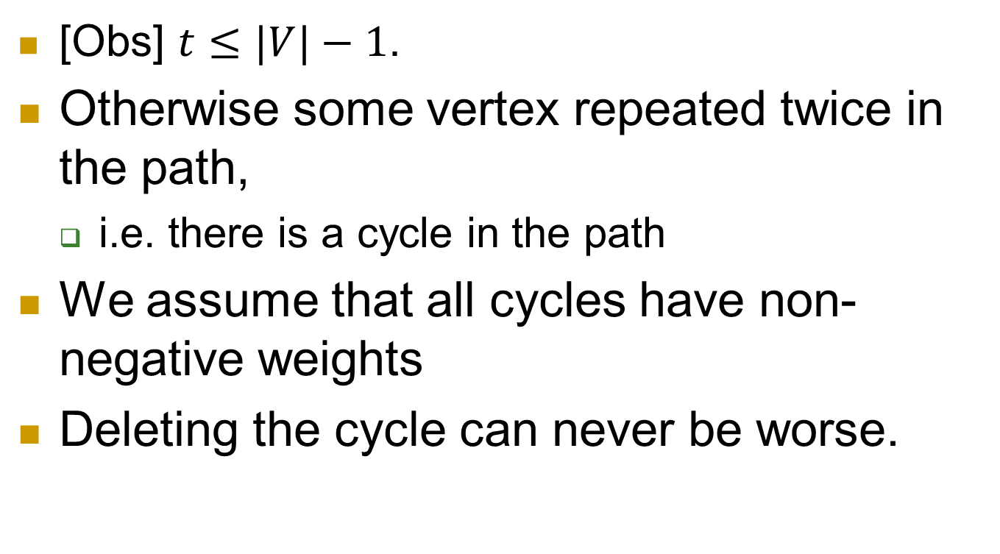 [Obs] 𝑡 ≤ |𝑉| − 1.
Otherwise some vertex repeated twice in
the path,
i.e. there is a cycle in the path
We assume that all cycles have non-
negative weights
Deleting the cycle can never be worse.